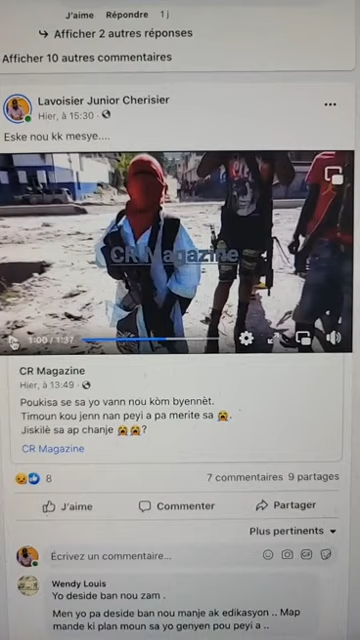 J'aime Répondre 1 j
Afficher 2 autres réponses
Afficher 10 autres commentaires
Lavoisier Junior Cherisier
Hier, à 15:30 ·
Eske nou kk mesye....
CR Magazine
1:00 / 1:37
CR Magazine
Hier, à 13:49 ·
Poukisa se sa yo vann nou kòm byennèt.
Timoun kou jenn nan peyi a pa merite sa 😭.
Jiskilè sa ap chanje 😭😭?
CR Magazine
8
7 commentaires 9 partages
J'aime Commenter Partager
Plus pertinents
Écrivez un commentaire...
Wendy Louis
Yo deside ban nou zam .
Men yo pa deside ban nou manje ak edikasyon .. Map
mande ki plan moun sa yo genyen pou peyi a ..